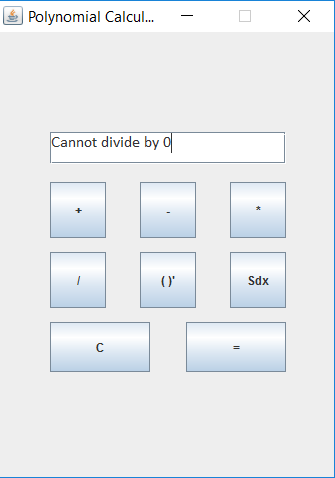 Polynomial Calcul...
Cannot divide by 0
+ - *
/ ( )' Sdx
C =